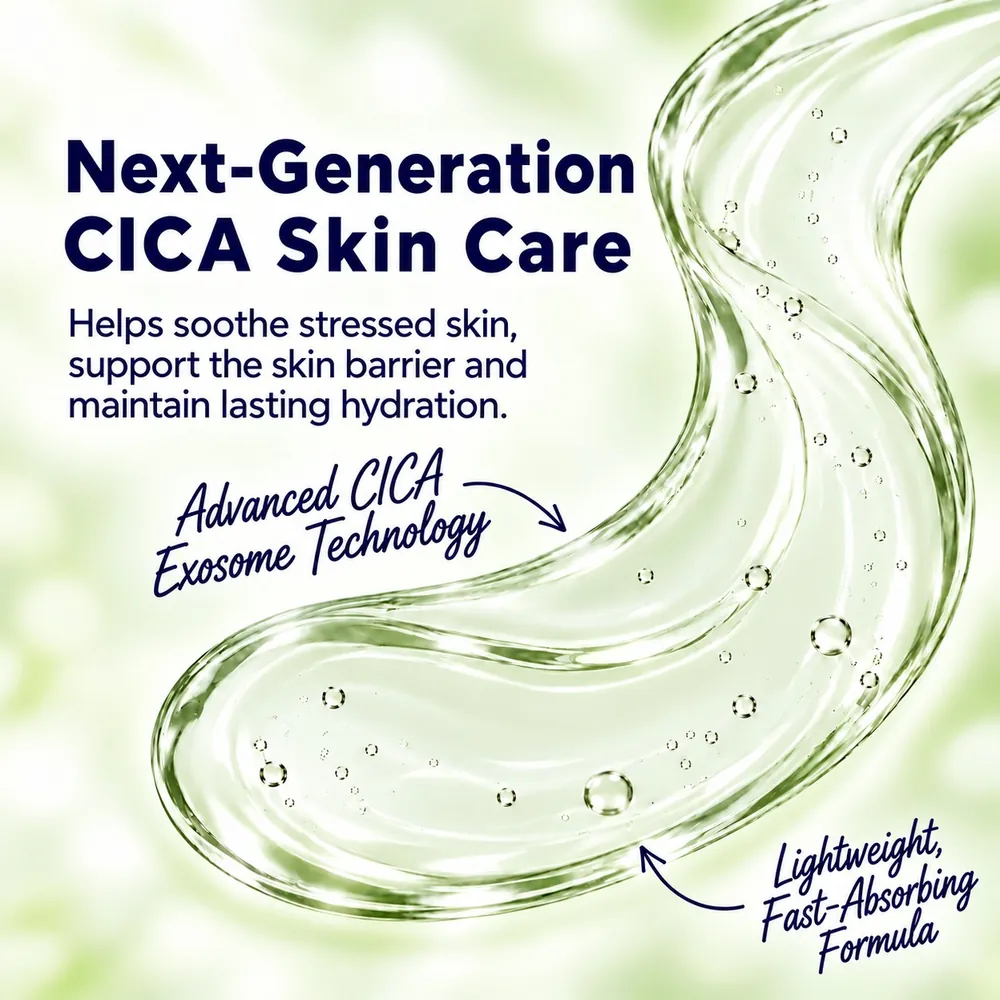 Next-Generation
CICA Skin Care
Helps soothe stressed skin,
support the skin barrier and
maintain lasting hydration.
Advanced CICA
Exosome Technology
Lightweight,
Fast-Absorbing
Formula